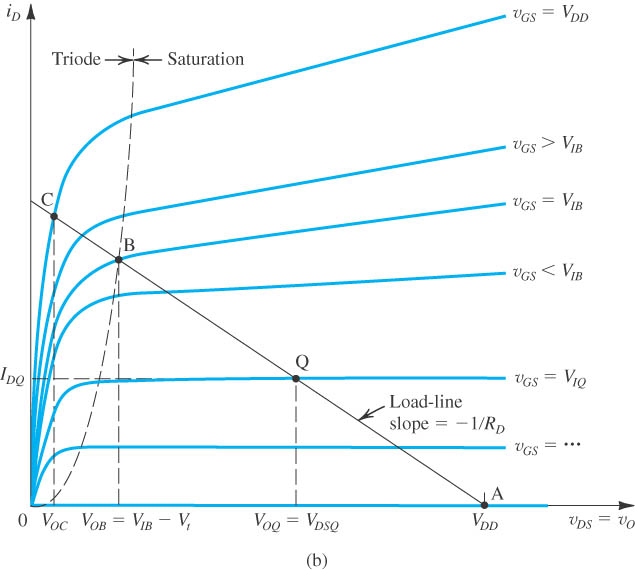 i_D
v_GS = V_DD
Triode
Saturation
v_GS > V_IB
C
v_GS = V_IB
B
v_GS < V_IB
I_DQ
Q
v_GS = V_IQ
Load-line
slope = −1/R_D
v_GS = ···
A
0
V_OC
V_OB = V_IB − V_t
V_OQ = V_DSQ
V_DD
v_DS = v_O
(b)